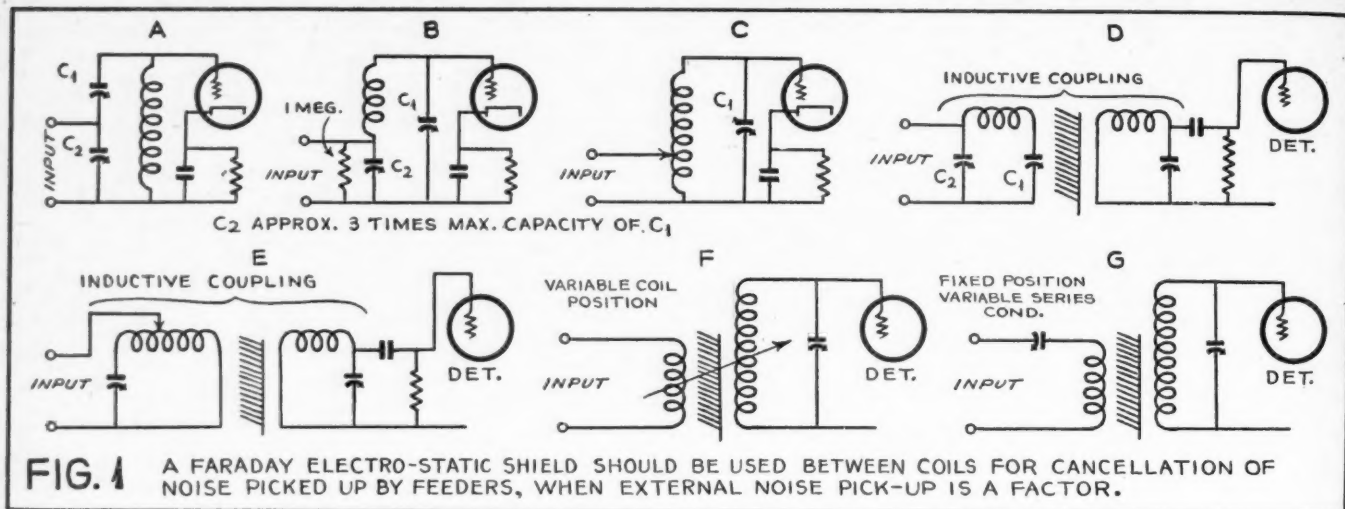 A
C1
C2
INPUT
B
1 MEG.
INPUT
C1
C2
C
C1
INPUT
D
INDUCTIVE COUPLING
INPUT
C2
C1
DET.
C2 APPROX. 3 TIMES MAX. CAPACITY OF. C1
E
INDUCTIVE COUPLING
INPUT
DET.
F
VARIABLE COIL
POSITION
INPUT
DET.
G
FIXED POSITION
VARIABLE SERIES
COND.
INPUT
DET.
FIG. 1
A FARADAY ELECTRO-STATIC SHIELD SHOULD BE USED BETWEEN COILS FOR CANCELLATION OF
NOISE PICKED UP BY FEEDERS, WHEN EXTERNAL NOISE PICK-UP IS A FACTOR.